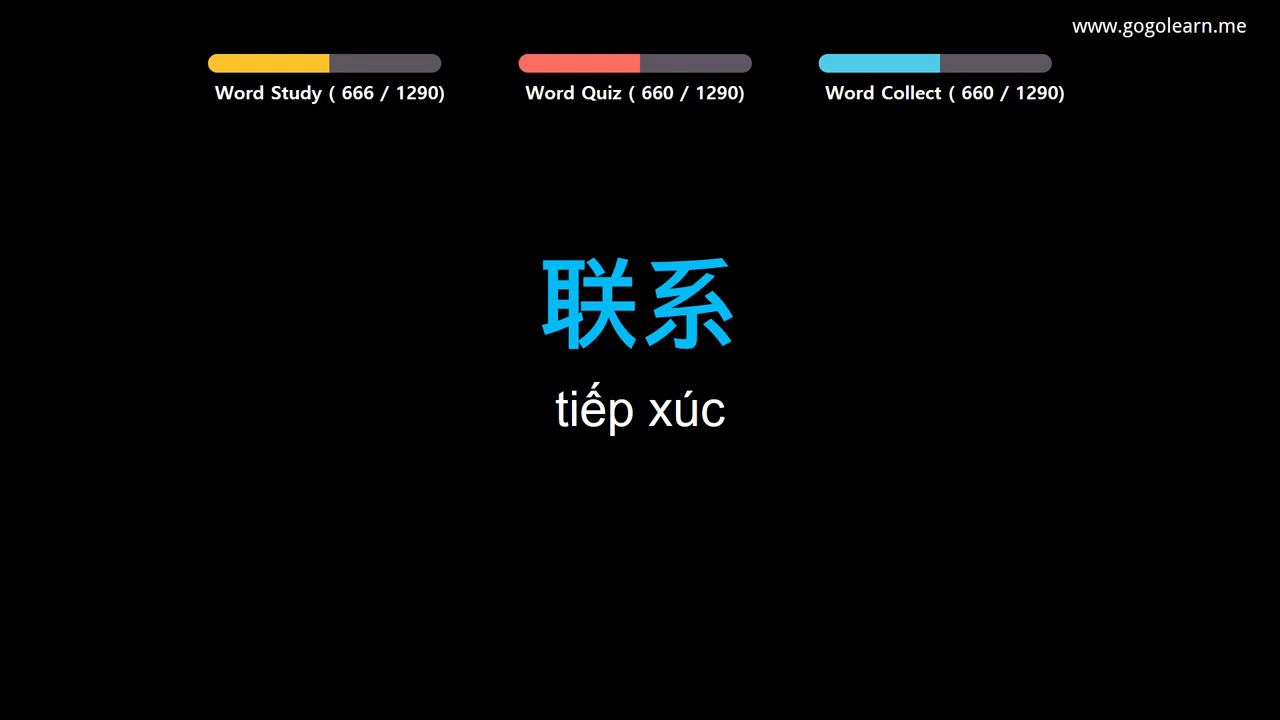 www.gogolearn.me
Word Study ( 666 / 1290)
Word Quiz ( 660 / 1290)
Word Collect ( 660 / 1290)
联系
tiếp xúc